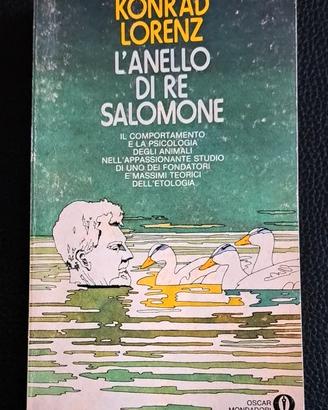 KONRAD
LORENZ
L'ANELLO
DI RE
SALOMONE
IL COMPORTAMENTO
E LA PSICOLOGIA
DEGLI ANIMALI
NELL'APPASSIONANTE STUDIO
DI UNO DEI FONDATORI
E MASSIMI TEORICI
DELL'ETOLOGIA
OSCAR
MONDADORI